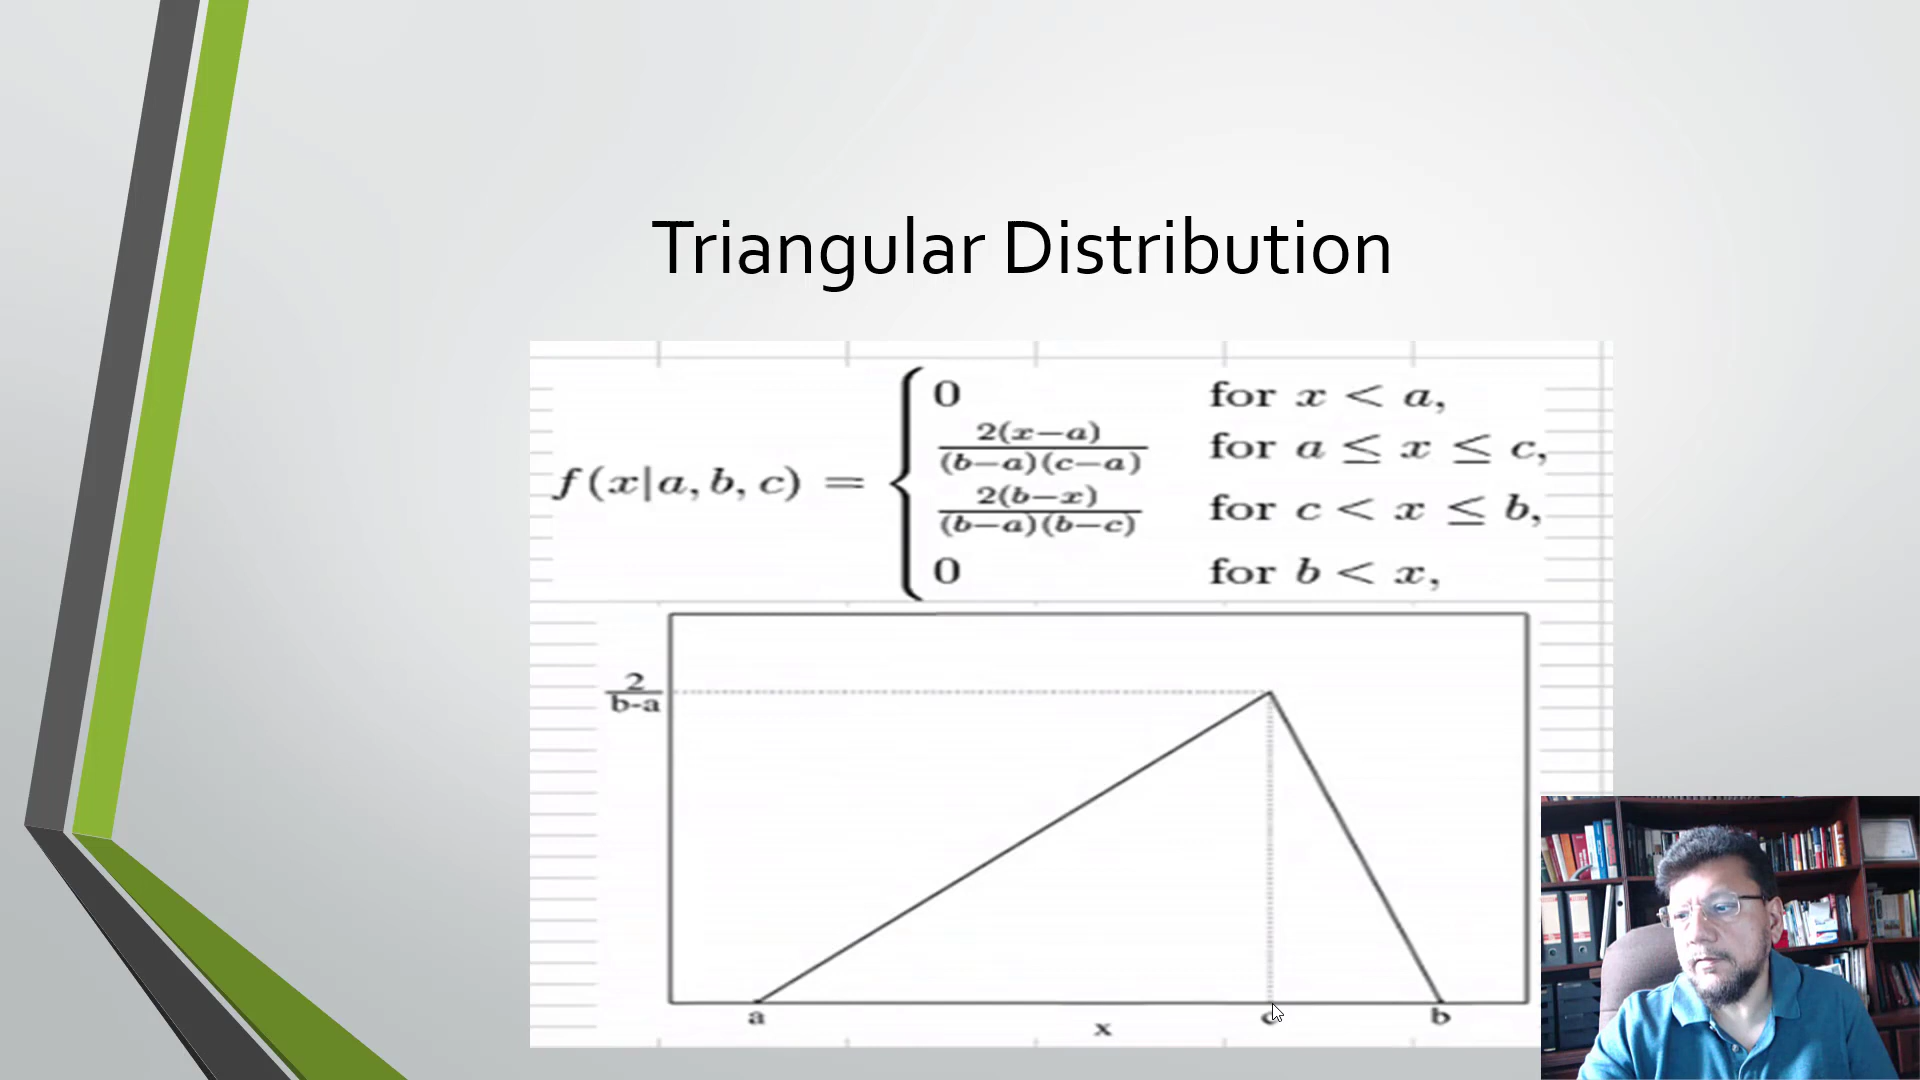 Triangular Distribution
f(x|a, b, c) =
0 for x < a,
2(x−a)
(b−a)(c−a)
for a ≤ x ≤ c,
2(b−x)
(b−a)(b−c)
for c < x ≤ b,
0 for b < x,
2
b-a
a c b
x